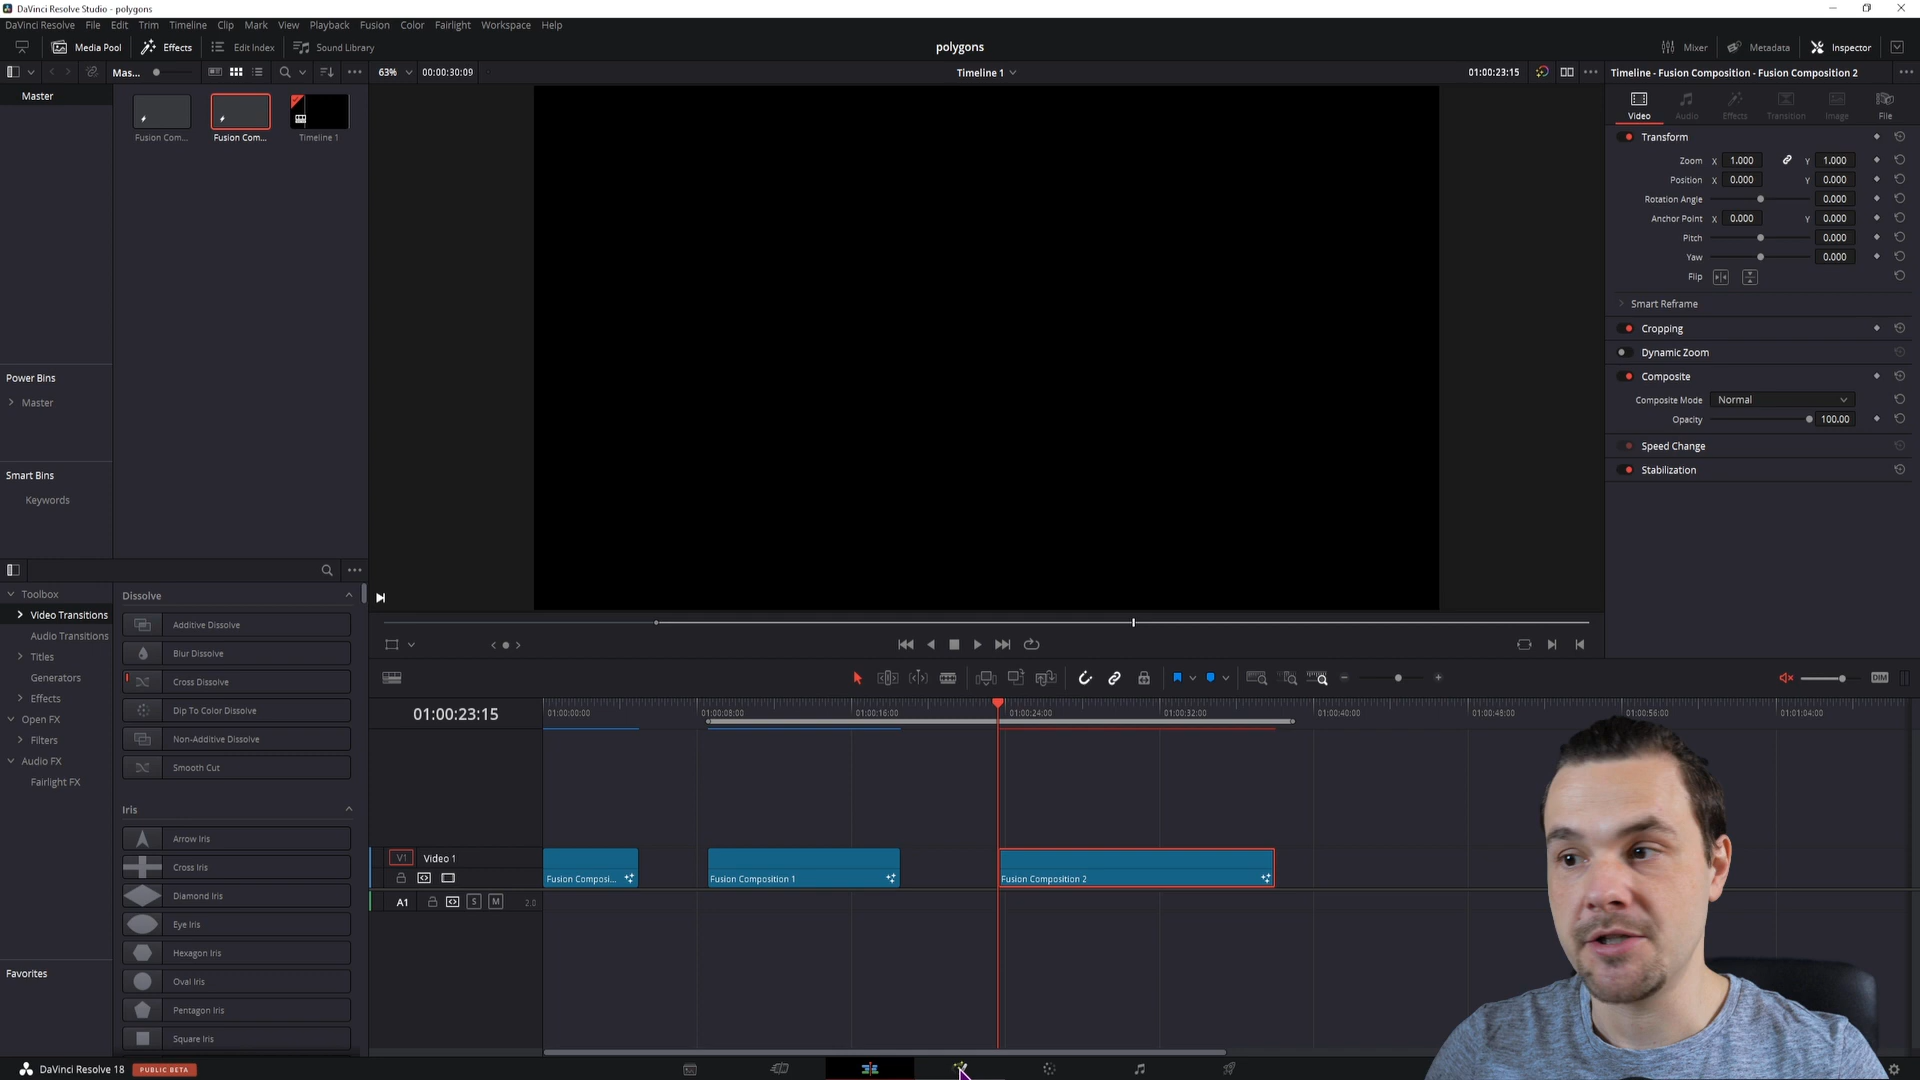 DaVinci Resolve Studio - polygons
DaVinci Resolve File Edit Trim Timeline Clip Mark View Playback Fusion Color Fairlight Workspace Help
Media Pool Effects Edit Index Sound Library polygons Mixer Metadata Inspector
Mas... 63% 00:00:30:09 Timeline 1 01:00:23:15 Timeline - Fusion Composition - Fusion Composition 2
Master
Fusion Com... Fusion Com... Timeline 1
Video Audio Effects Transition Image File
Transform
Zoom X 1.000 Y 1.000
Position X 0.000 Y 0.000
Rotation Angle 0.000
Anchor Point X 0.000 Y 0.000
Pitch 0.000
Yaw 0.000
Flip
Smart Reframe
Cropping
Dynamic Zoom
Composite
Composite Mode Normal
Opacity 100.00
Speed Change
Stabilization
Power Bins
Master
Smart Bins
Keywords
Toolbox
Video Transitions
Audio Transitions
Titles
Generators
Effects
Open FX
Filters
Audio FX
Fairlight FX
Favorites
Dissolve
Additive Dissolve
Blur Dissolve
Cross Dissolve
Dip To Color Dissolve
Non-Additive Dissolve
Smooth Cut
Iris
Arrow Iris
Cross Iris
Diamond Iris
Eye Iris
Hexagon Iris
Oval Iris
Pentagon Iris
Square Iris
DIM
01:00:23:15 01:00:00:00 01:00:08:00 01:00:16:00 01:00:24:00 01:00:32:00 01:00:40:00 01:00:48:00 01:00:56:00 01:01:04:00
V1 Video 1
Fusion Composi... Fusion Composition 1 Fusion Composition 2
A1 S M 2.0
DaVinci Resolve 18 PUBLIC BETA